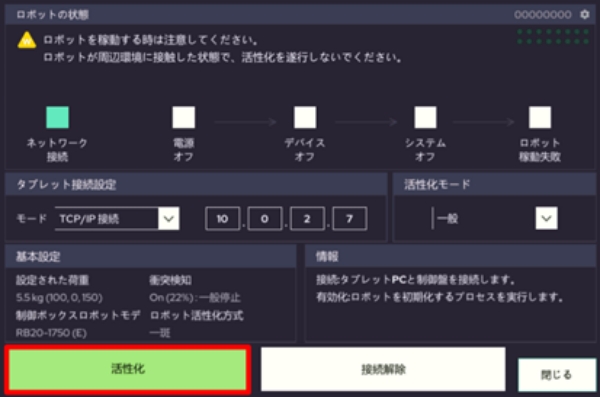 ロボットの状態
00000000
ロボットを稼動する時は注意してください。
ロボットが周辺環境に接触した状態で、活性化を遂行しないでください。
ネットワーク
接続
電源
オフ
デバイス
オフ
システム
オフ
ロボット
稼動失敗
タブレット接続設定
モード
TCP/IP 接続
10 . 0 . 2 . 7
活性化モード
一般
基本設定
設定された荷重
5.5 kg (100, 0, 150)
衝突検知
On (22%) : 一般停止
制御ボックスロボットモデ
RB20-1750 (E)
ロボット活性化方式
一斑
情報
接続:タブレットPCと制御盤を接続します。
有効化:ロボットを初期化するプロセスを実行します。
活性化
接続解除
閉じる